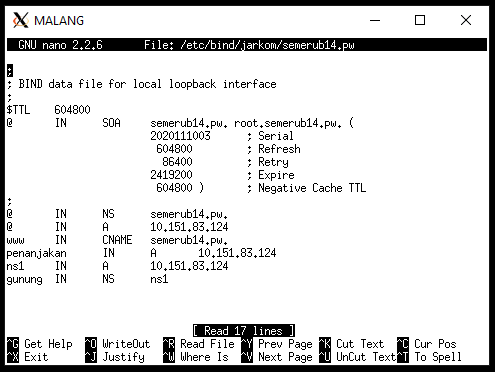 MALANG
GNU nano 2.2.6 File: /etc/bind/jarkom/semerub14.pw
;
; BIND data file for local loopback interface
;
$TTL 604800
@ IN SOA semerub14.pw. root.semerub14.pw. (
2020111003 ; Serial
604800 ; Refresh
86400 ; Retry
2419200 ; Expire
604800 ) ; Negative Cache TTL
;
@ IN NS semerub14.pw.
@ IN A 10.151.83.124
www IN CNAME semerub14.pw.
penanjakan IN A 10.151.83.124
ns1 IN A 10.151.83.124
gunung IN NS ns1
[ Read 17 lines ]
^G Get Help ^O WriteOut ^R Read File ^Y Prev Page ^K Cut Text ^C Cur Pos
^X Exit ^J Justify ^W Where Is ^V Next Page ^U UnCut Text ^T To Spell